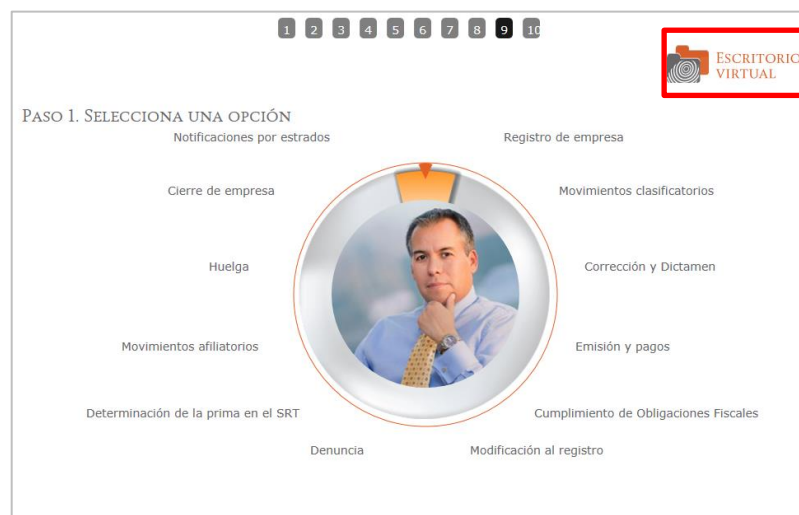 1 2 3 4 5 6 7 8 9 10
ESCRITORIO
VIRTUAL
PASO 1. SELECCIONA UNA OPCIÓN
Notificaciones por estrados
Registro de empresa
Cierre de empresa
Movimientos clasificatorios
Huelga
Corrección y Dictamen
Movimientos afiliatorios
Emisión y pagos
Determinación de la prima en el SRT
Cumplimiento de Obligaciones Fiscales
Denuncia
Modificación al registro